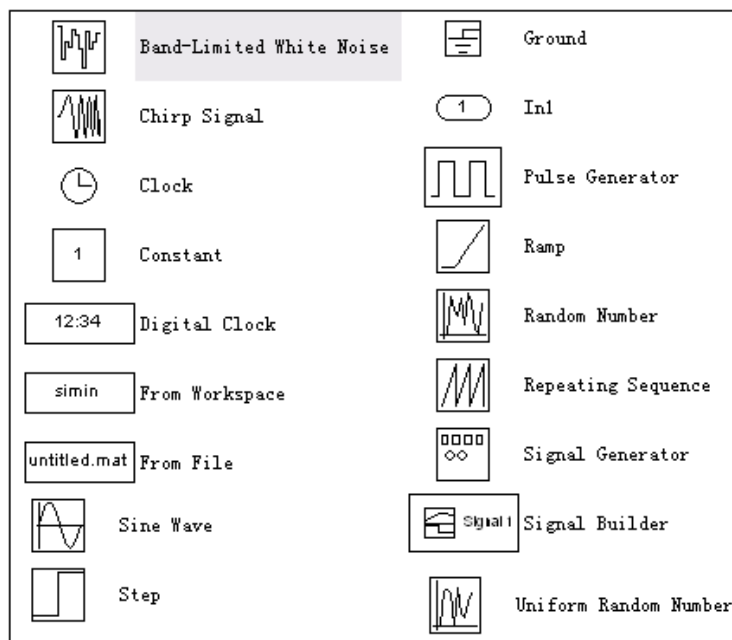 Band-Limited White Noise
Chirp Signal
Clock
1
Constant
12:34
Digital Clock
simin
From Workspace
untitled.mat
From File
Sine Wave
Step
Ground
1
In1
Pulse Generator
Ramp
Random Number
Repeating Sequence
Signal Generator
Signal 1
Signal Builder
Uniform Random Number